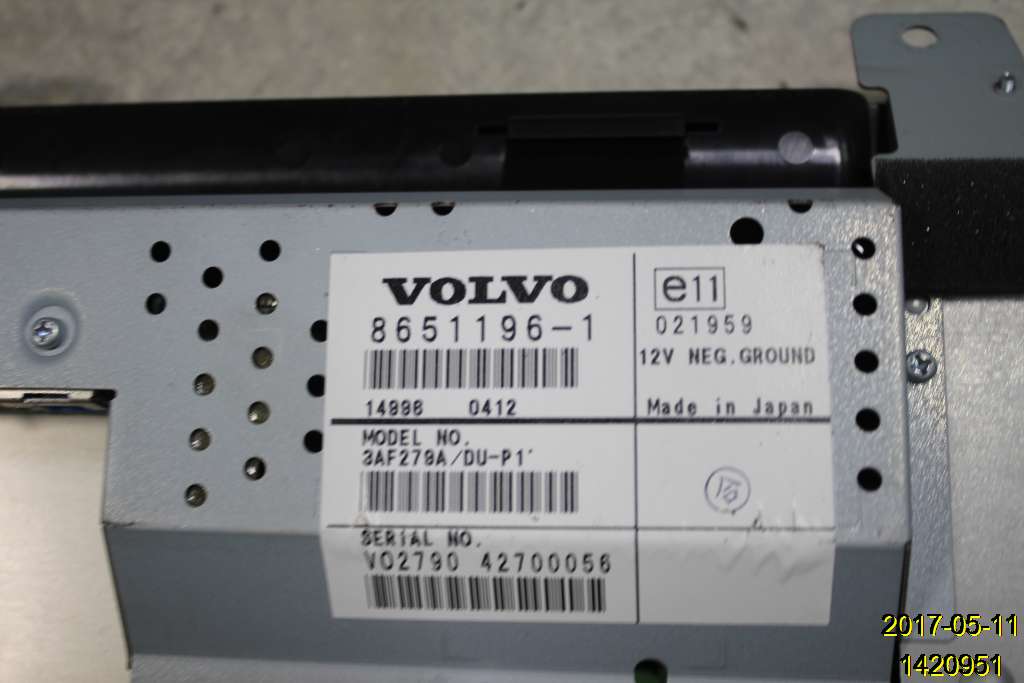 VOLVO
8651196-1
14998 0412
e11
021959
12V NEG.GROUND
Made in Japan
MODEL NO.
3AF279A/DU-P1
SERIAL NO.
VO2790 42700056
2017-05-11
1420951